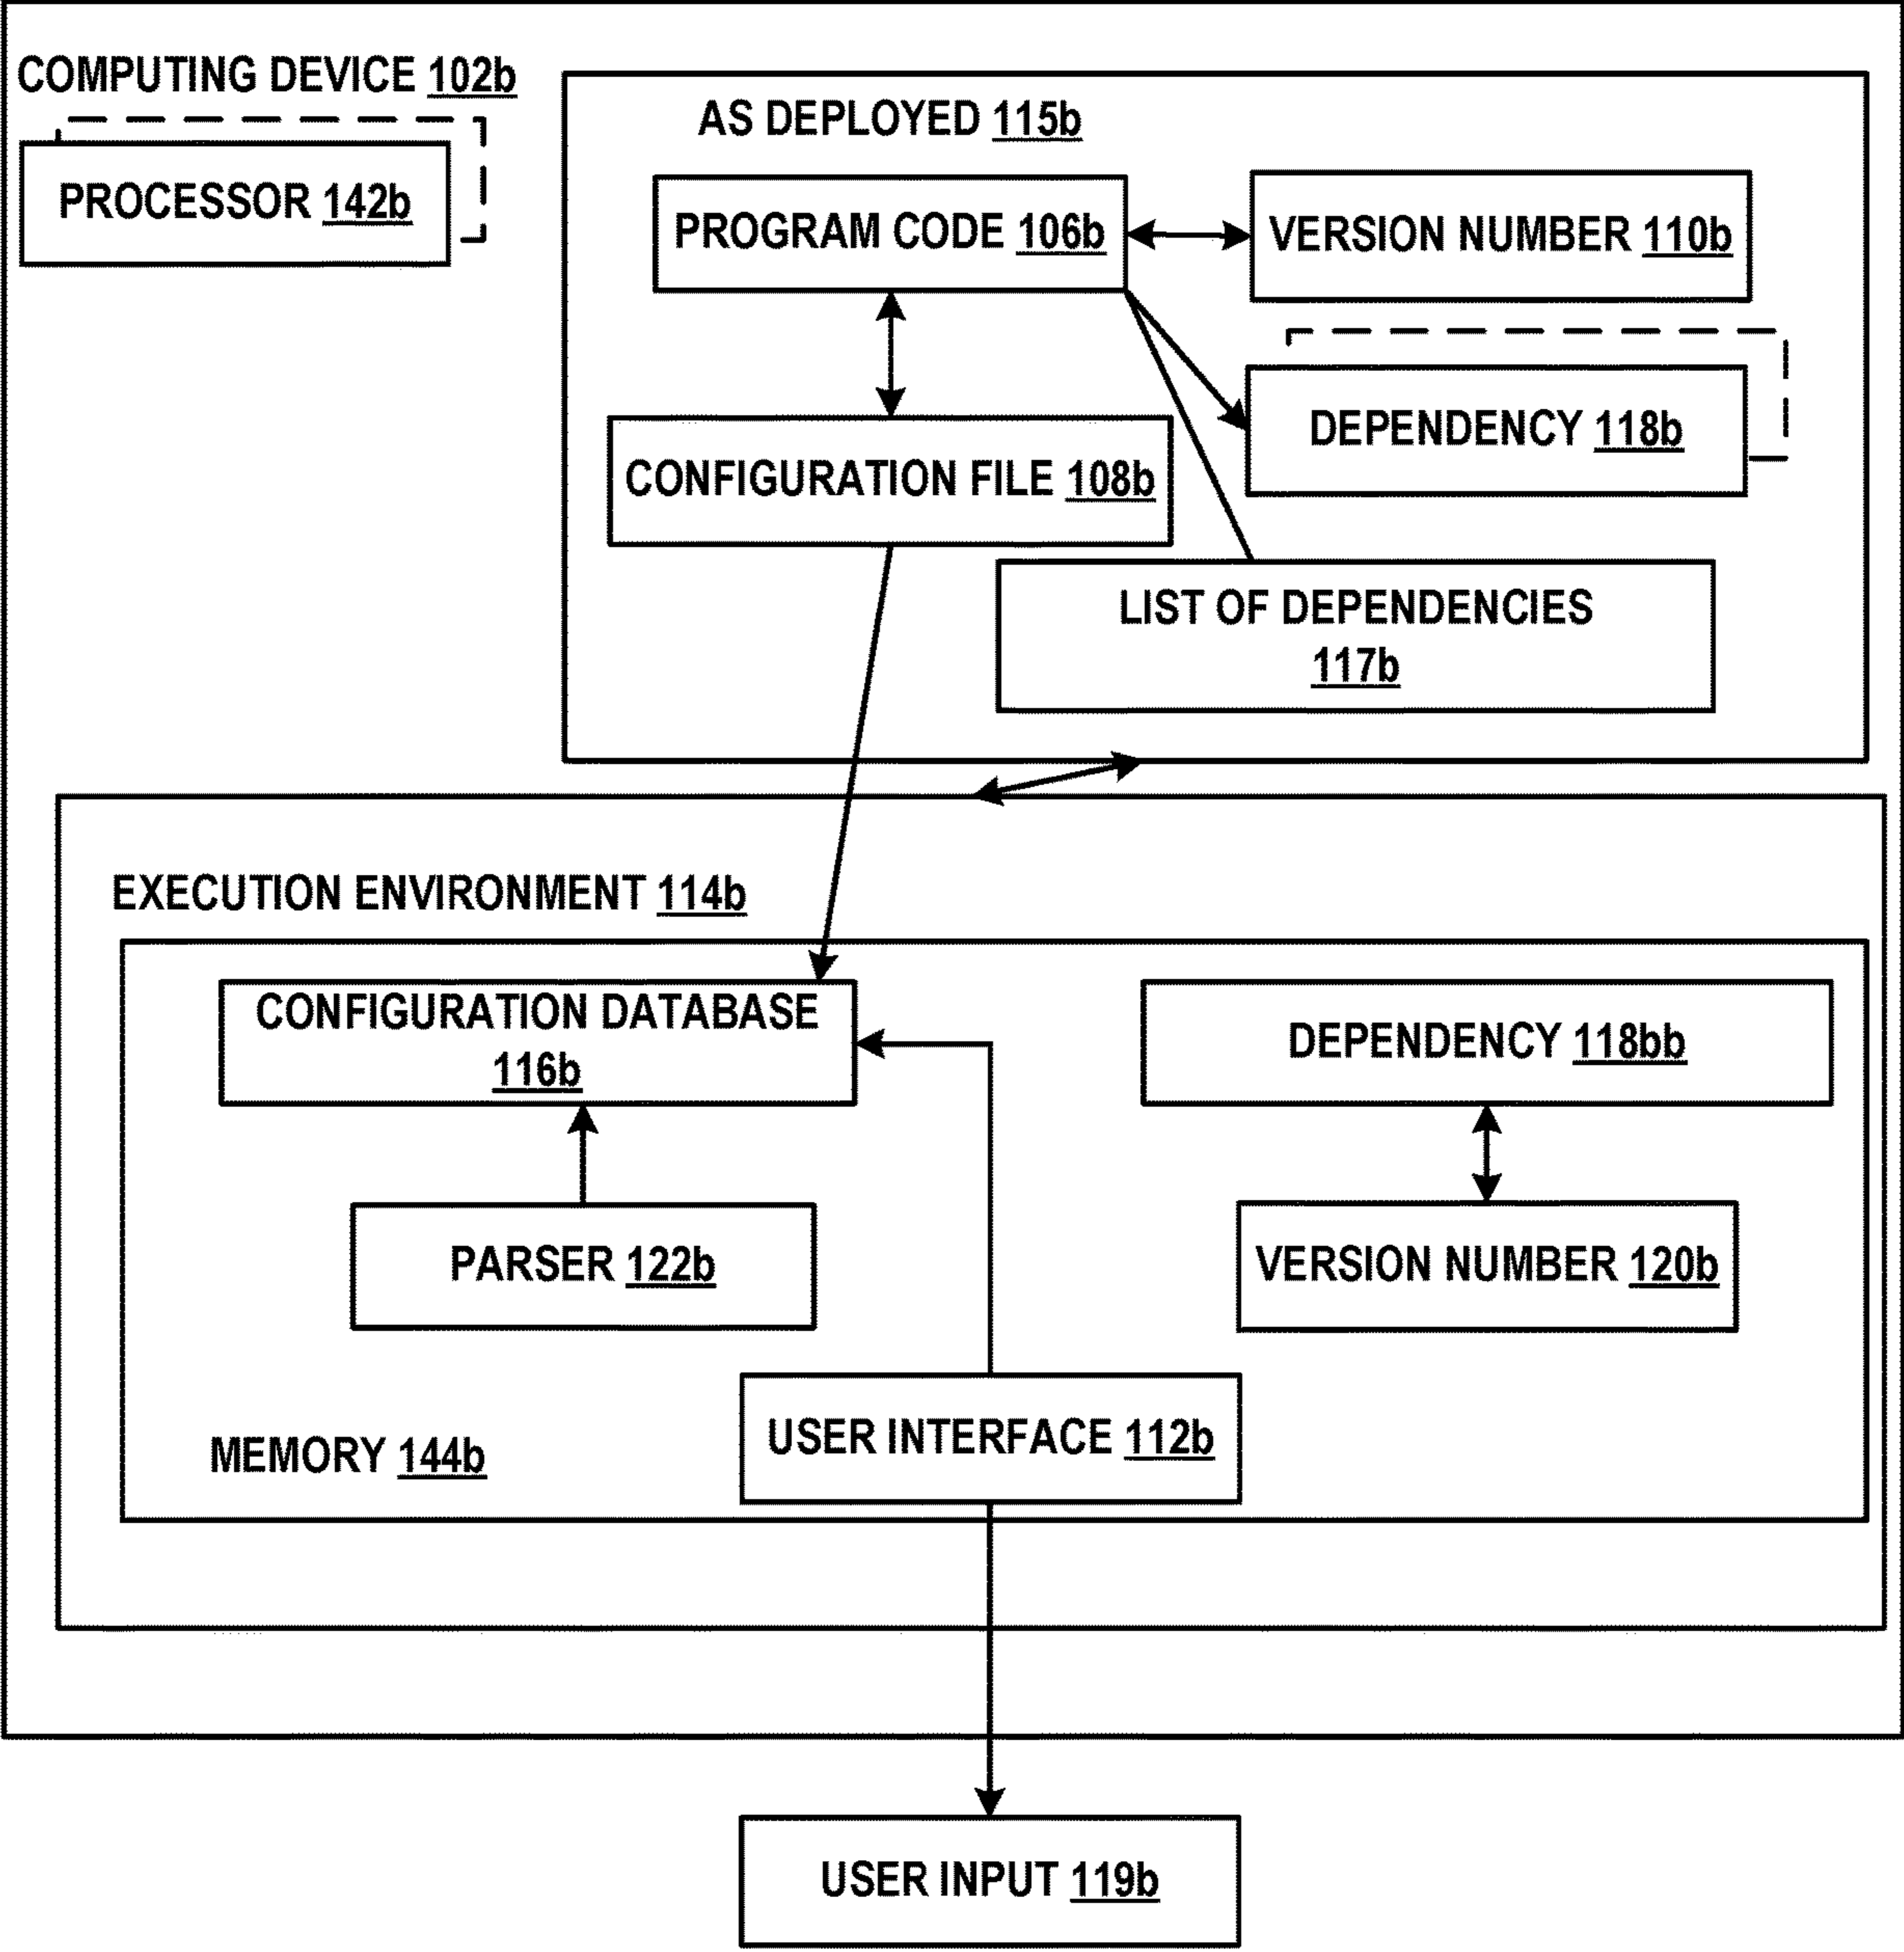 COMPUTING DEVICE 102b
PROCESSOR 142b
AS DEPLOYED 115b
PROGRAM CODE 106b
VERSION NUMBER 110b
DEPENDENCY 118b
CONFIGURATION FILE 108b
LIST OF DEPENDENCIES
117b
EXECUTION ENVIRONMENT 114b
CONFIGURATION DATABASE
116b
DEPENDENCY 118bb
PARSER 122b
VERSION NUMBER 120b
USER INTERFACE 112b
MEMORY 144b
USER INPUT 119b